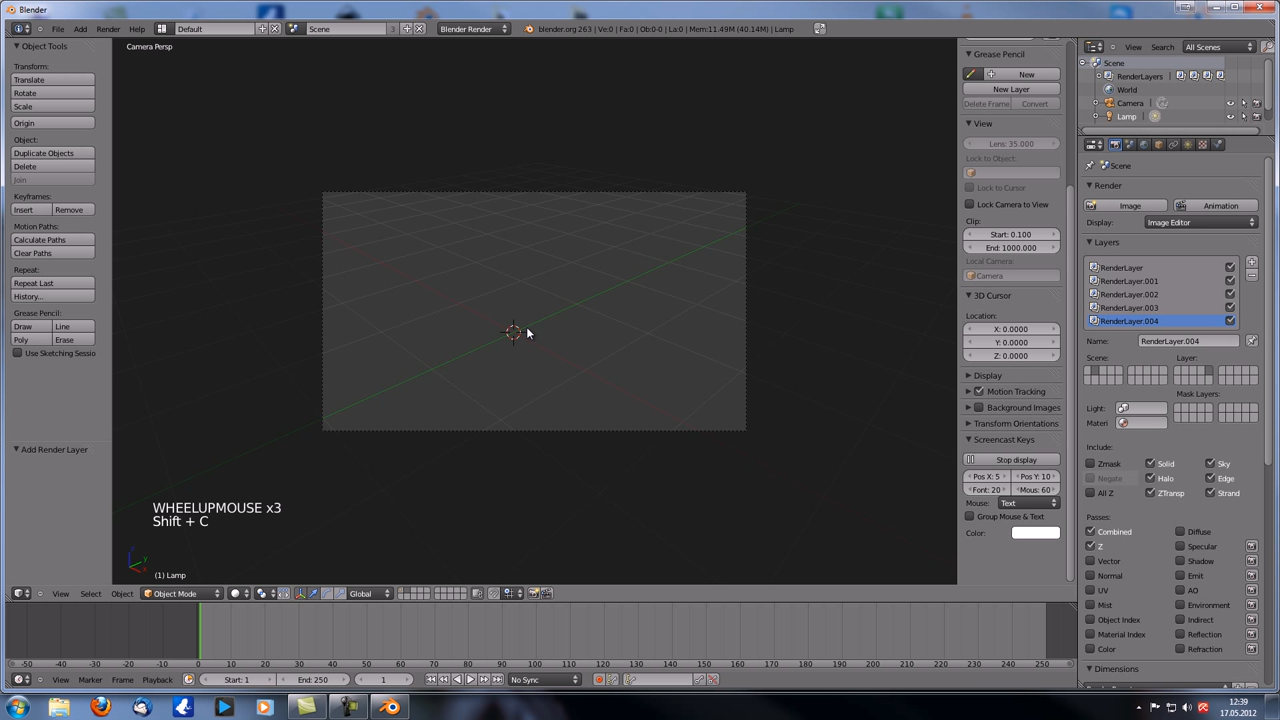 Blender
File
Add
Render
Help
Default
Scene
3
Blender Render
blender.org 263 | Ve:0 | Fa:0 | Ob:0-0 | La:0 | Mem:11.49M (40.14M) | Lamp
Object Tools
Transform:
Translate
Rotate
Scale
Origin
Object:
Duplicate Objects
Delete
Join
Keyframes:
Insert
Remove
Motion Paths:
Calculate Paths
Clear Paths
Repeat:
Repeat Last
History...
Grease Pencil:
Draw
Line
Poly
Erase
Use Sketching Sessio
Add Render Layer
Camera Persp
WHEELUPMOUSE x3
Shift + C
(1) Lamp
View
Select
Object
Object Mode
Global
Grease Pencil
New
New Layer
Delete Frame
Convert
View
Lens: 35.000
Lock to Object:
Lock to Cursor
Lock Camera to View
Clip:
Start: 0.100
End: 1000.000
Local Camera:
Camera
3D Cursor
Location:
X: 0.0000
Y: 0.0000
Z: 0.0000
Display
Motion Tracking
Background Images
Transform Orientations
Screencast Keys
Stop display
Pos X: 5
Pos Y: 10
Font: 20
Mous: 60
Mouse:
Text
Group Mouse & Text
Color:
View
Search
All Scenes
Scene
RenderLayers
World
Camera
Lamp
Scene
Render
Image
Animation
Display:
Image Editor
Layers
RenderLayer
RenderLayer.001
RenderLayer.002
RenderLayer.003
RenderLayer.004
Name:
RenderLayer.004
Scene:
Layer:
Mask Layers:
Light:
Materi
Include:
Zmask
Solid
Sky
Negate
Halo
Edge
All Z
ZTransp
Strand
Passes:
Combined
Diffuse
Z
Specular
Vector
Shadow
Normal
Emit
UV
AO
Mist
Environment
Object Index
Indirect
Material Index
Reflection
Color
Refraction
Dimensions
-50 -40 -30 -20 -10 0 10 20 30 40 50 60 70 80 90 100 110 120 130 140 150 160 170 180 190 200 210 220 230 240 250
View
Marker
Frame
Playback
Start: 1
End: 250
1
No Sync
12:39
17.05.2012